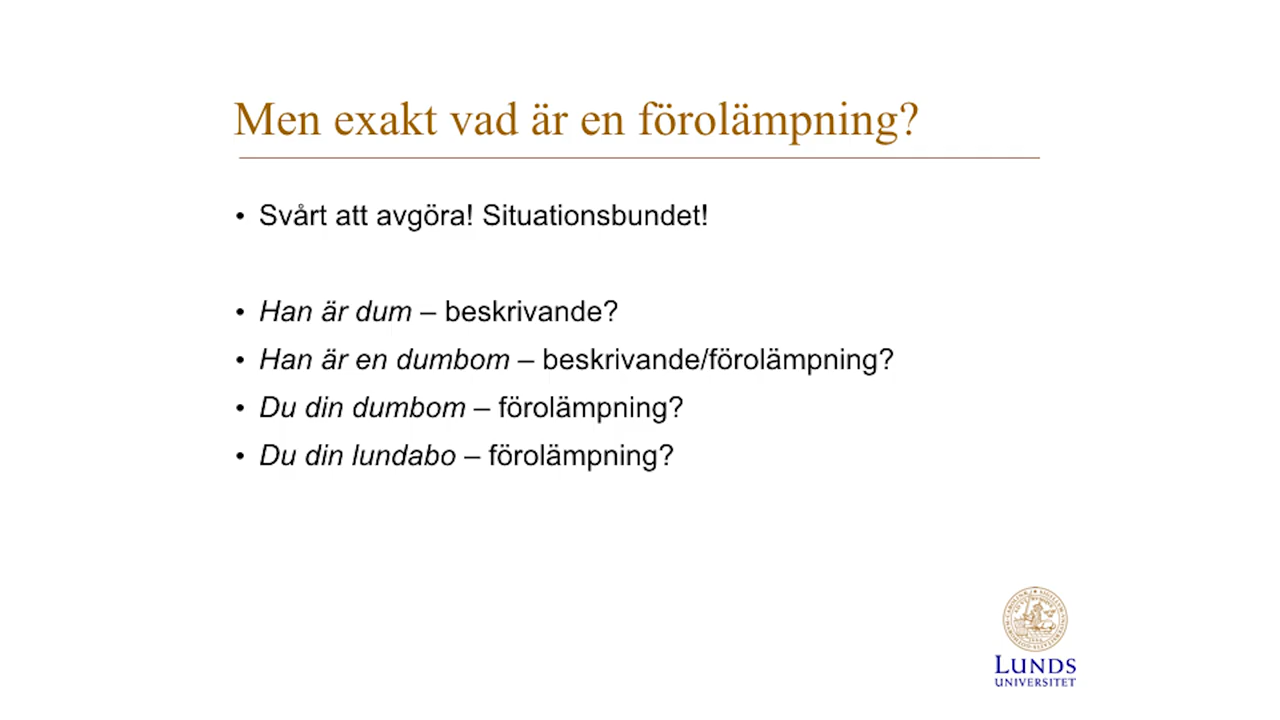 Men exakt vad är en förolämpning?
• Svårt att avgöra! Situationsbundet!
• Han är dum – beskrivande?
• Han är en dumbom – beskrivande/förolämpning?
• Du din dumbom – förolämpning?
• Du din lundabo – förolämpning?
LUNDS
UNIVERSITET